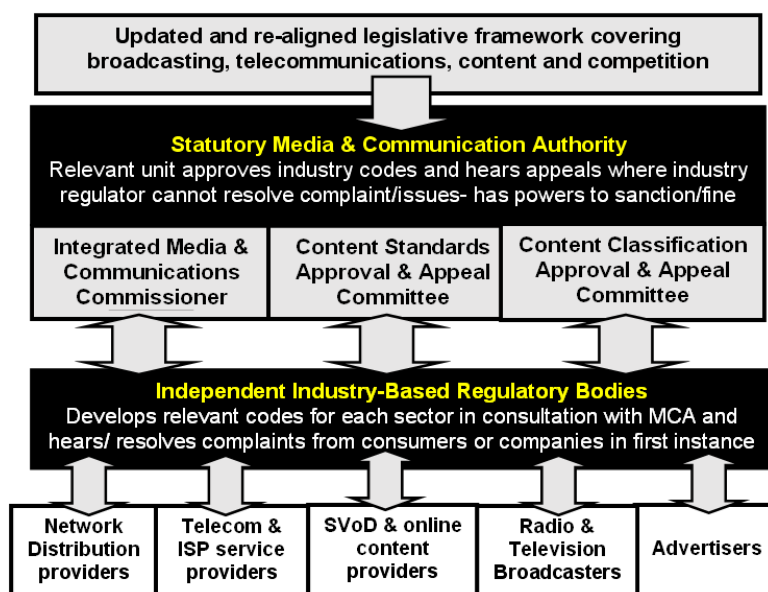 Updated and re-aligned legislative framework covering
broadcasting, telecommunications, content and competition
Statutory Media & Communication Authority
Relevant unit approves industry codes and hears appeals where industry
regulator cannot resolve complaint/issues- has powers to sanction/fine
Integrated Media &
Communications
Commissioner
Content Standards
Approval & Appeal
Committee
Content Classification
Approval & Appeal
Committee
Independent Industry-Based Regulatory Bodies
Develops relevant codes for each sector in consultation with MCA and
hears/ resolves complaints from consumers or companies in first instance
Network
Distribution
providers
Telecom &
ISP service
providers
SVoD & online
content
providers
Radio &
Television
Broadcasters
Advertisers